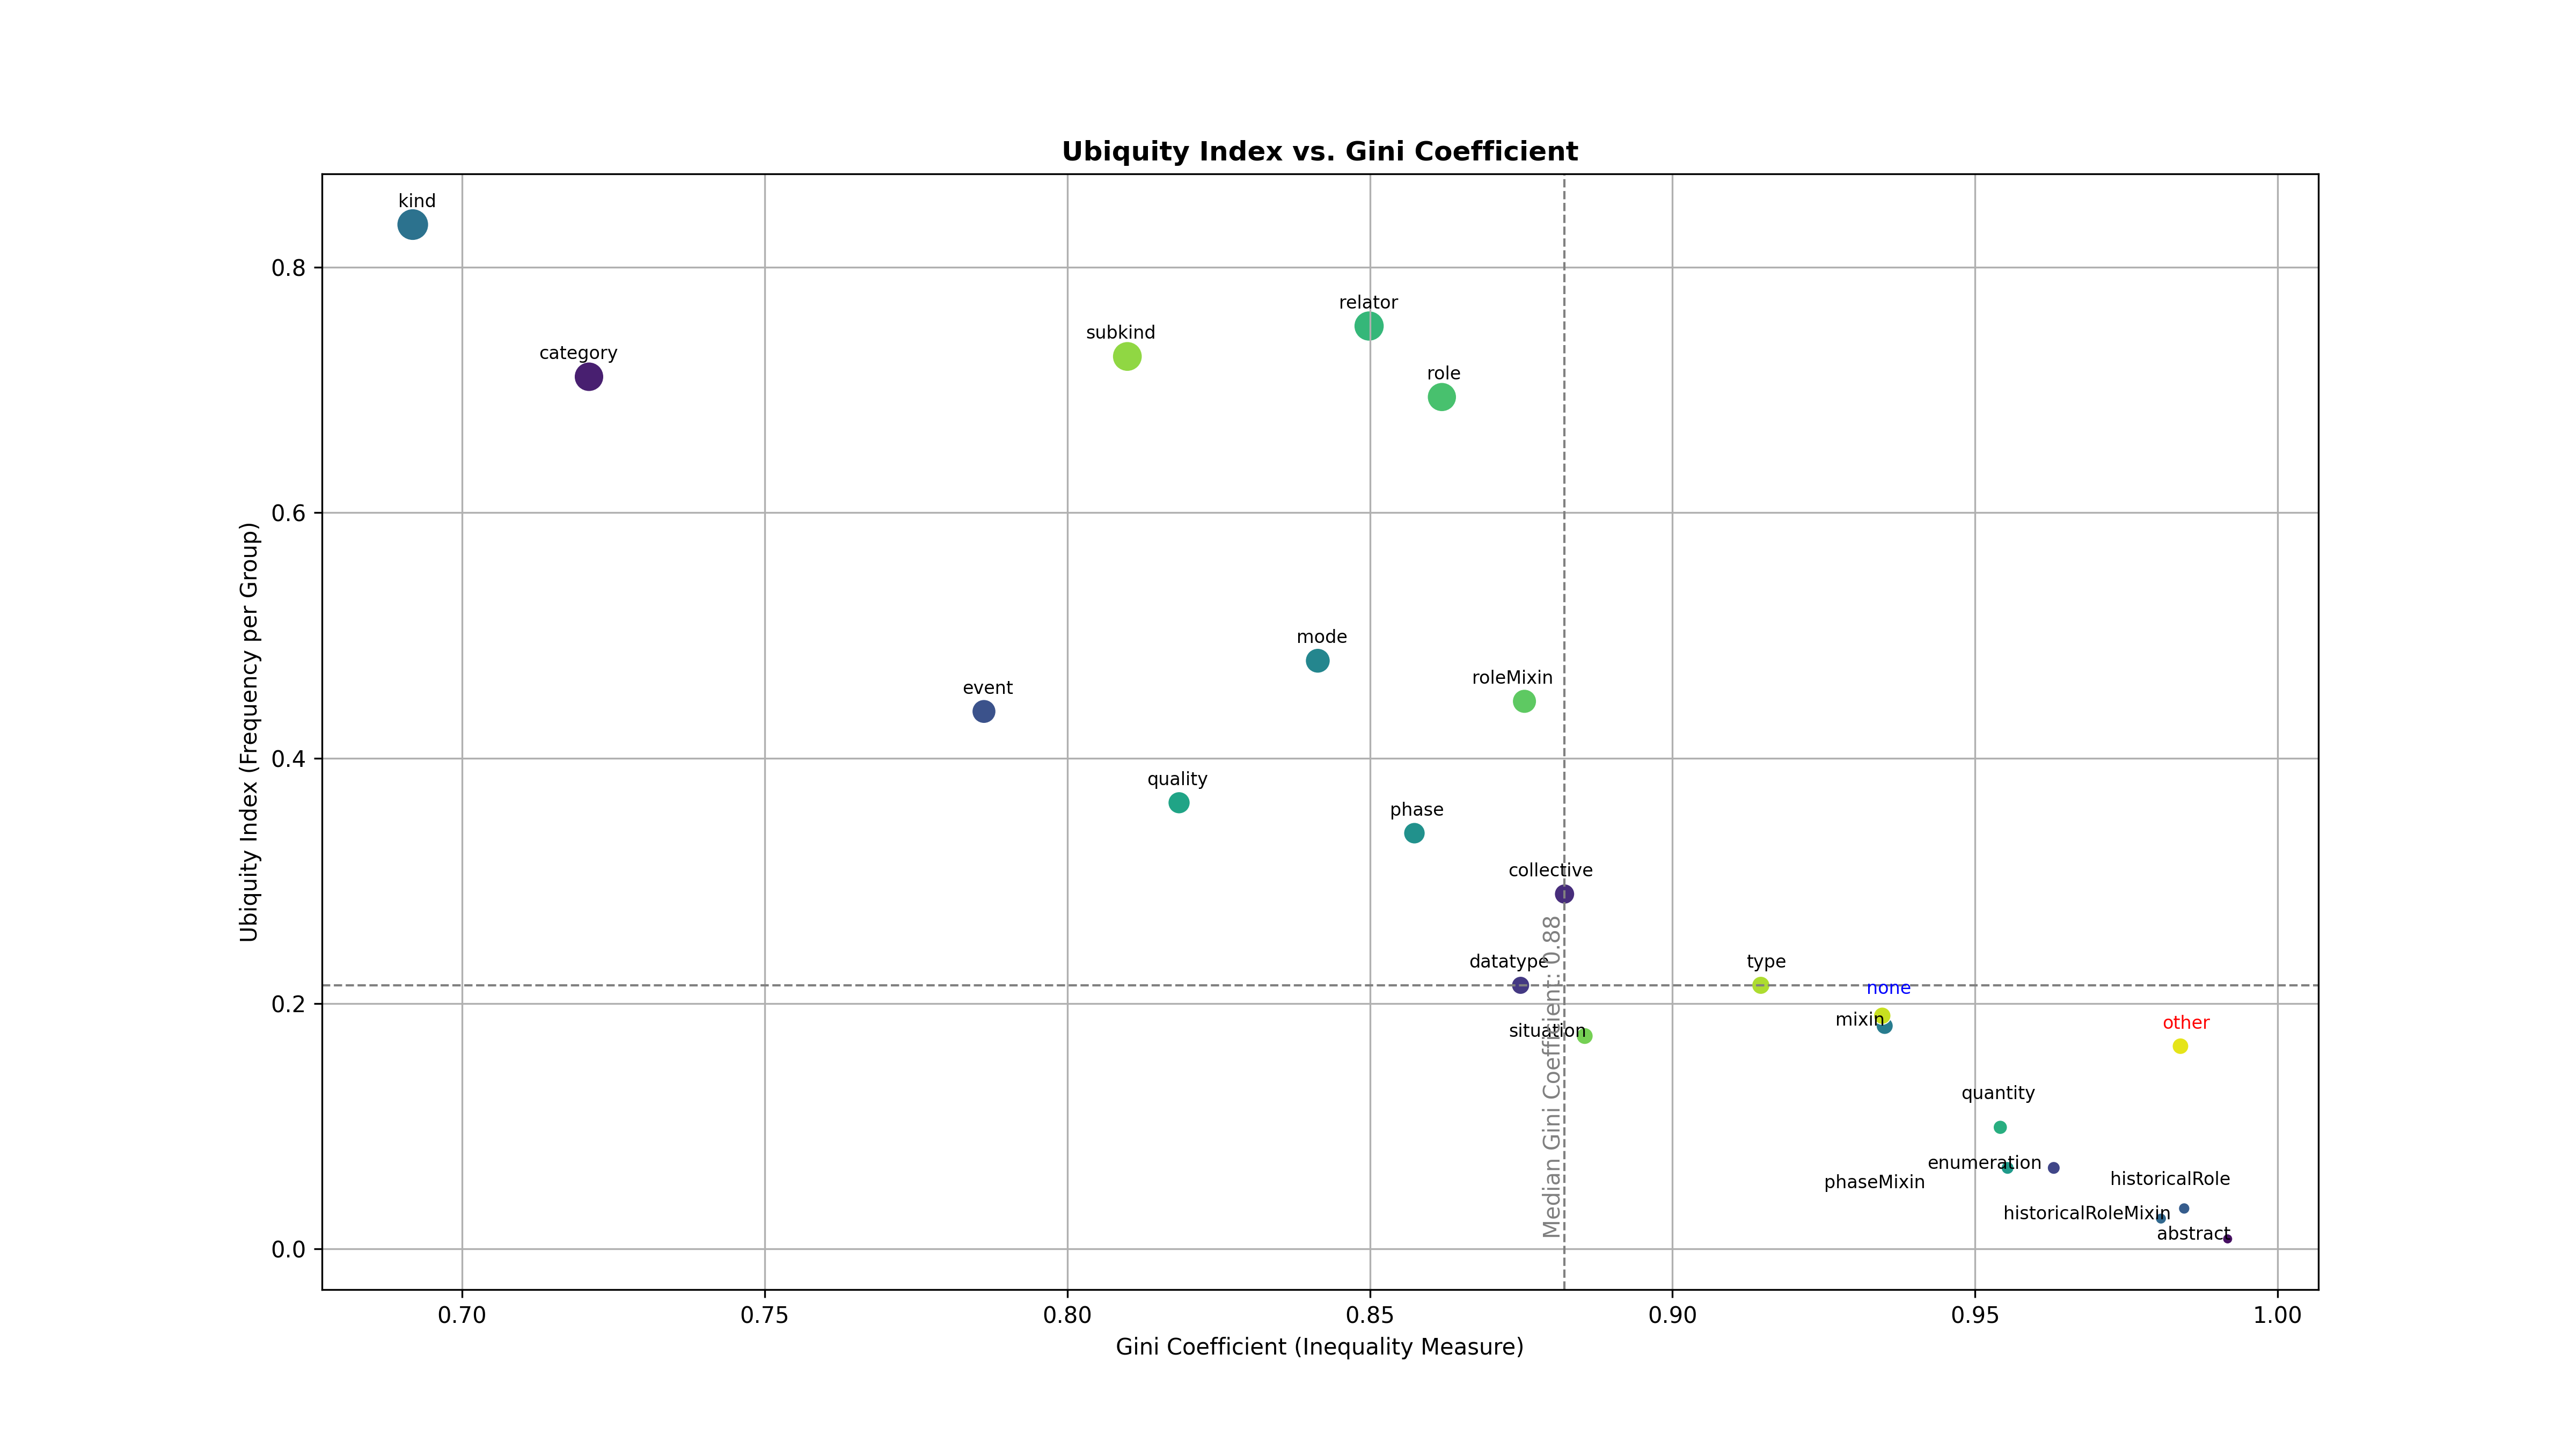 Ubiquity Index vs. Gini Coefficient
kind
0.8
relator
subkind
category
role
0.6
mode
roleMixin
event
Ubiquity Index (Frequency per Group)
0.4
quality
phase
collective
datatype
type
Median Gini Coefficient: 0.88
none
0.2
mixin
other
situation
quantity
enumeration
historicalRole
phaseMixin
historicalRoleMixin
abstract
0.0
0.70
0.75
0.80
0.85
0.90
0.95
1.00
Gini Coefficient (Inequality Measure)